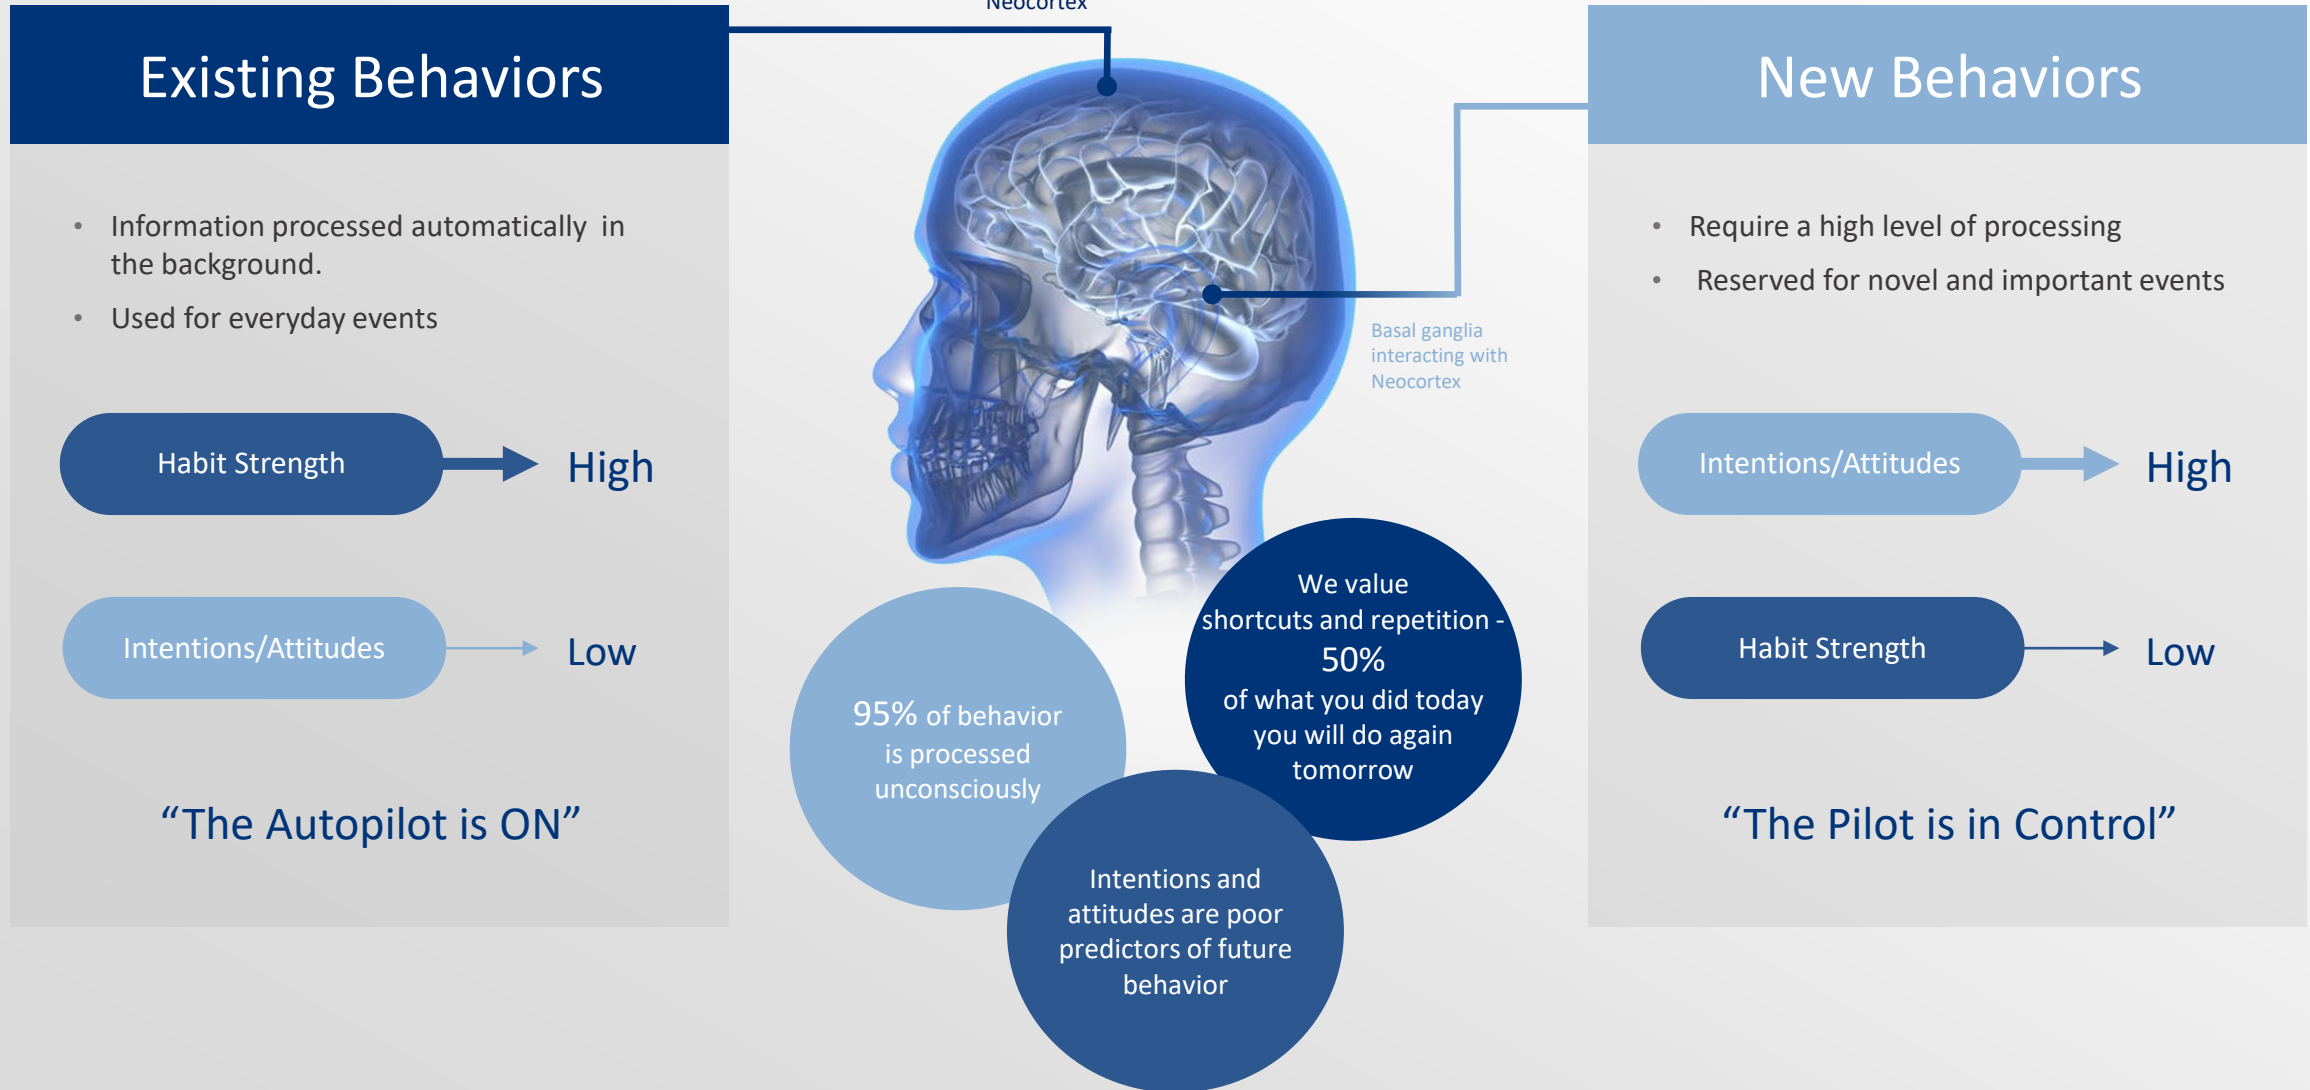 Neocortex
Existing Behaviors
• Information processed automatically in
the background.
• Used for everyday events
Habit Strength
High
Intentions/Attitudes
Low
“The Autopilot is ON”
Basal ganglia
interacting with
Neocortex
We value
shortcuts and repetition -
50%
of what you did today
you will do again
tomorrow
95% of behavior
is processed
unconsciously
Intentions and
attitudes are poor
predictors of future
behavior
New Behaviors
• Require a high level of processing
• Reserved for novel and important events
Intentions/Attitudes
High
Habit Strength
Low
“The Pilot is in Control”